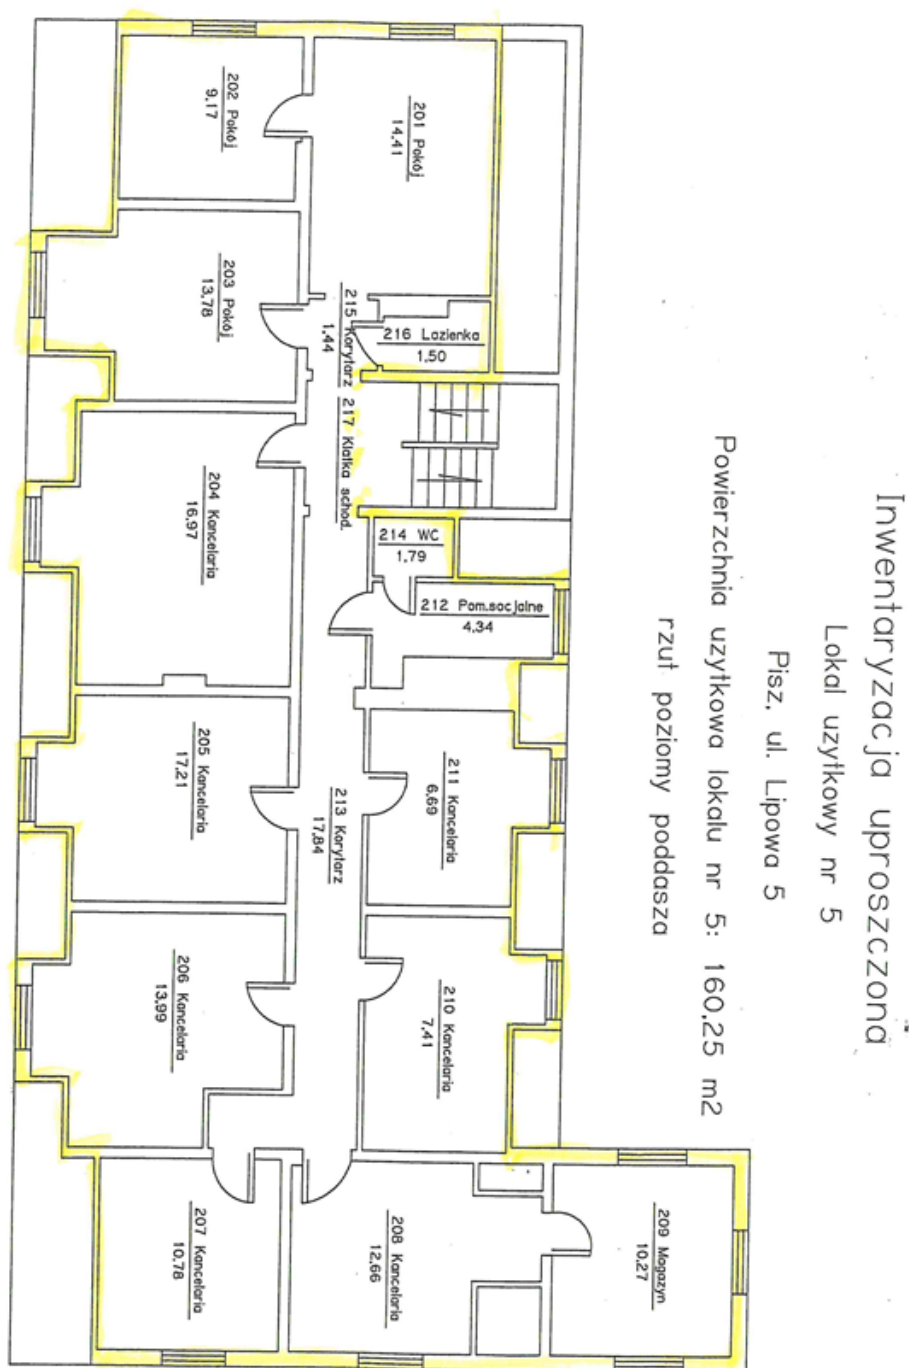 Inwentaryzacja uproszczona
Lokal uzytkowy nr 5
Pisz, ul. Lipowa 5
Powierzchnia uzytkowa lokalu nr 5: 160,25 m2
rzut poziomy poddasza
201 Pokój
14,41
202 Pokój
9,17
203 Pokój
13,78
215 Korytarz
1,44
216 Lazienka
1,50
217 Klatka schod.
204 Kancelaria
16,97
214 WC
1,79
212 Pom.socjalne
4,34
205 Kancelaria
17,21
213 Korytarz
17,84
211 Kancelaria
6,69
206 Kancelaria
13,99
210 Kancelaria
7,41
207 Kancelaria
10,78
208 Kancelaria
12,66
209 Magazyn
10,27